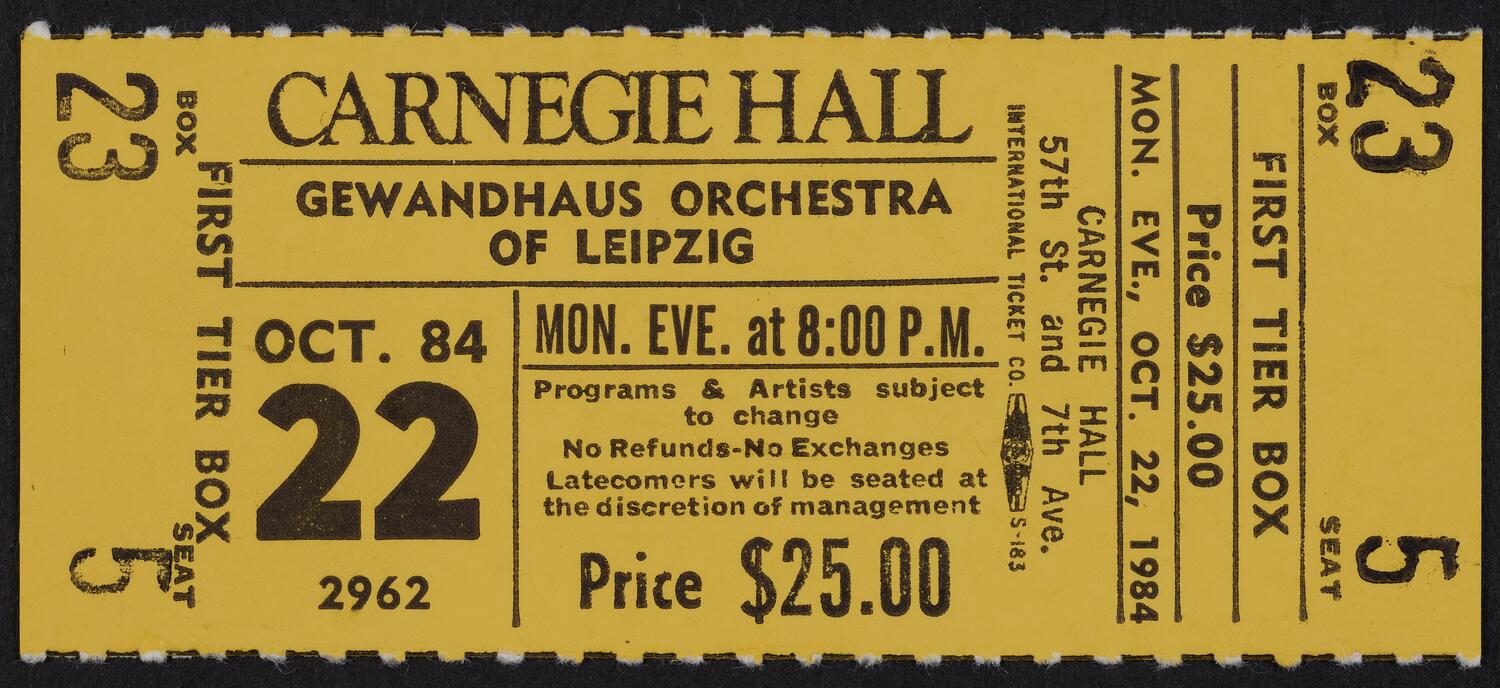 23
BOX
FIRST TIER BOX
SEAT
5
CARNEGIE HALL
GEWANDHAUS ORCHESTRA
OF LEIPZIG
OCT. 84
22
2962
MON. EVE. at 8:00 P.M.
Programs & Artists subject
to change
No Refunds-No Exchanges
Latecomers will be seated at
the discretion of management
Price $25.00
INTERNATIONAL TICKET CO. S-183
57th St. and 7th Ave.
CARNEGIE HALL
MON. EVE., OCT. 22, 1984
Price $25.00
FIRST TIER BOX
BOX
23
SEAT
5